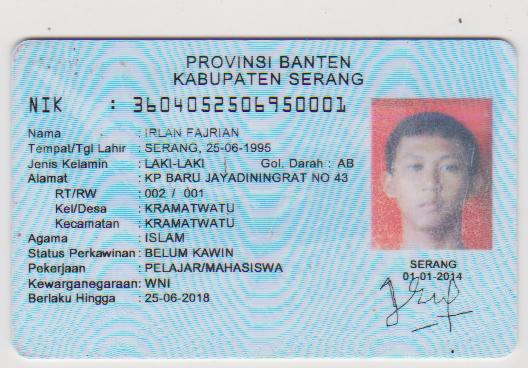 PROVINSI BANTEN
KABUPATEN SERANG
NIK : 3604052506950001
Nama : IRLAN FAJRIAN
Tempat/Tgl Lahir : SERANG, 25-06-1995
Jenis Kelamin : LAKI-LAKI Gol. Darah : AB
Alamat : KP BARU JAYADININGRAT NO 43
RT/RW : 002 / 001
Kel/Desa : KRAMATWATU
Kecamatan : KRAMATWATU
Agama : ISLAM
Status Perkawinan: BELUM KAWIN
Pekerjaan : PELAJAR/MAHASISWA
Kewarganegaraan: WNI
Berlaku Hingga : 25-06-2018
SERANG
01-01-2014